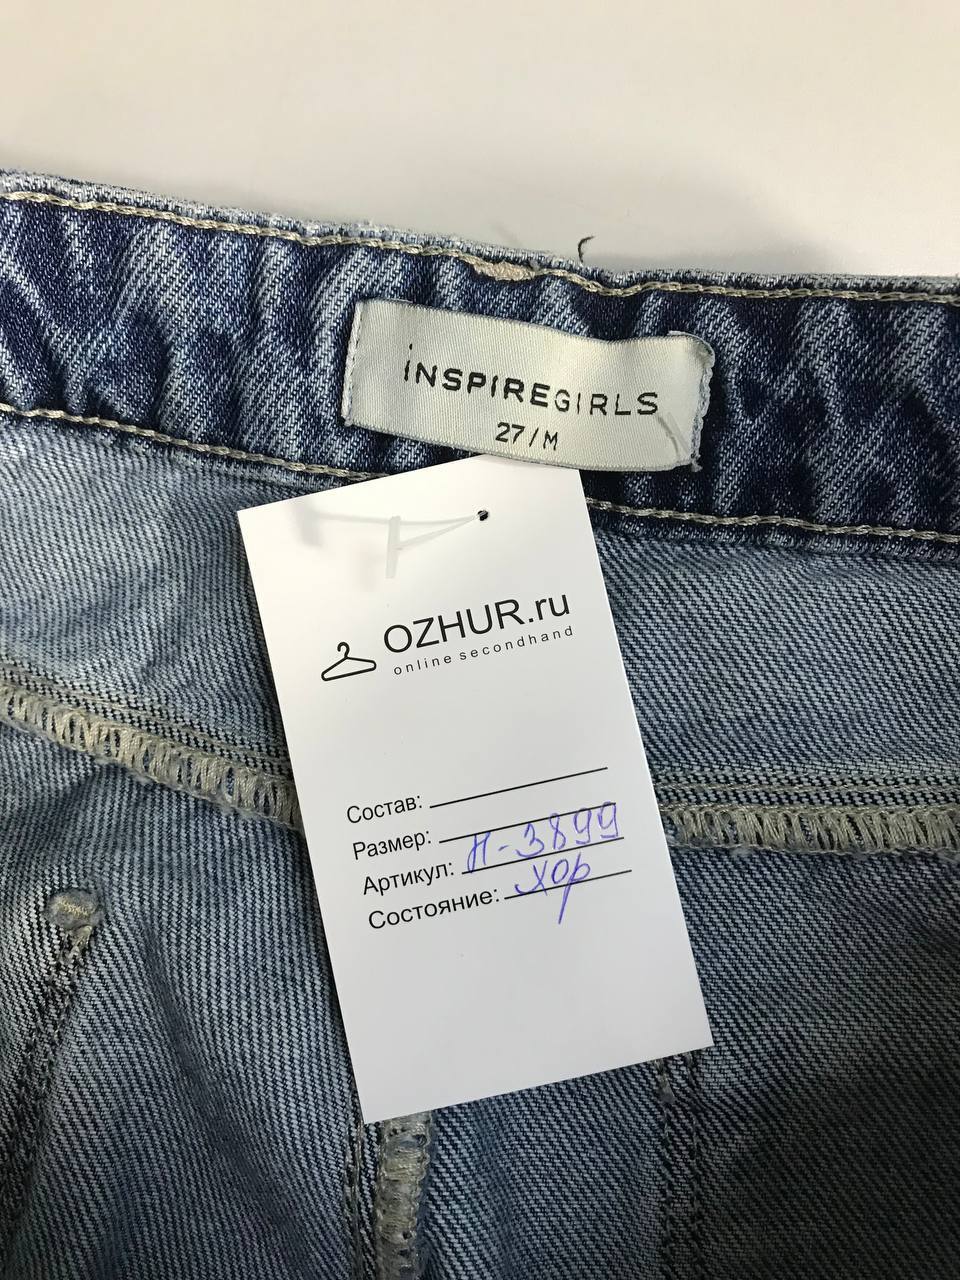 iNSPIREGIRLS
27/M
OZHUR.ru
online secondhand
Состав:
Размер:
Артикул: Н-3899
Состояние: хор